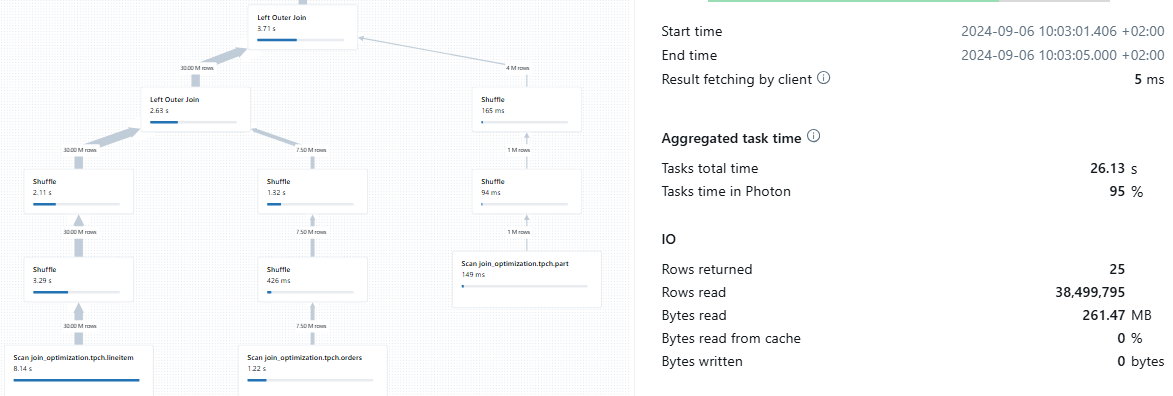 Left Outer Join
3.71 s
30.00 M rows
4 M rows
Left Outer Join
2.63 s
Shuffle
165 ms
30.00 M rows
7.50 M rows
1 M rows
Shuffle
2.11 s
Shuffle
1.32 s
Shuffle
94 ms
30.00 M rows
7.50 M rows
1 M rows
Shuffle
3.29 s
Shuffle
426 ms
Scan join_optimization.tpch.part
149 ms
30.00 M rows
7.50 M rows
Scan join_optimization.tpch.lineitem
8.14 s
Scan join_optimization.tpch.orders
1.22 s
Start time 2024-09-06 10:03:01.406 +02:00
End time 2024-09-06 10:03:05.000 +02:00
Result fetching by client 5 ms
Aggregated task time
Tasks total time 26.13 s
Tasks time in Photon 95 %
IO
Rows returned 25
Rows read 38,499,795
Bytes read 261.47 MB
Bytes read from cache 0 %
Bytes written 0 bytes